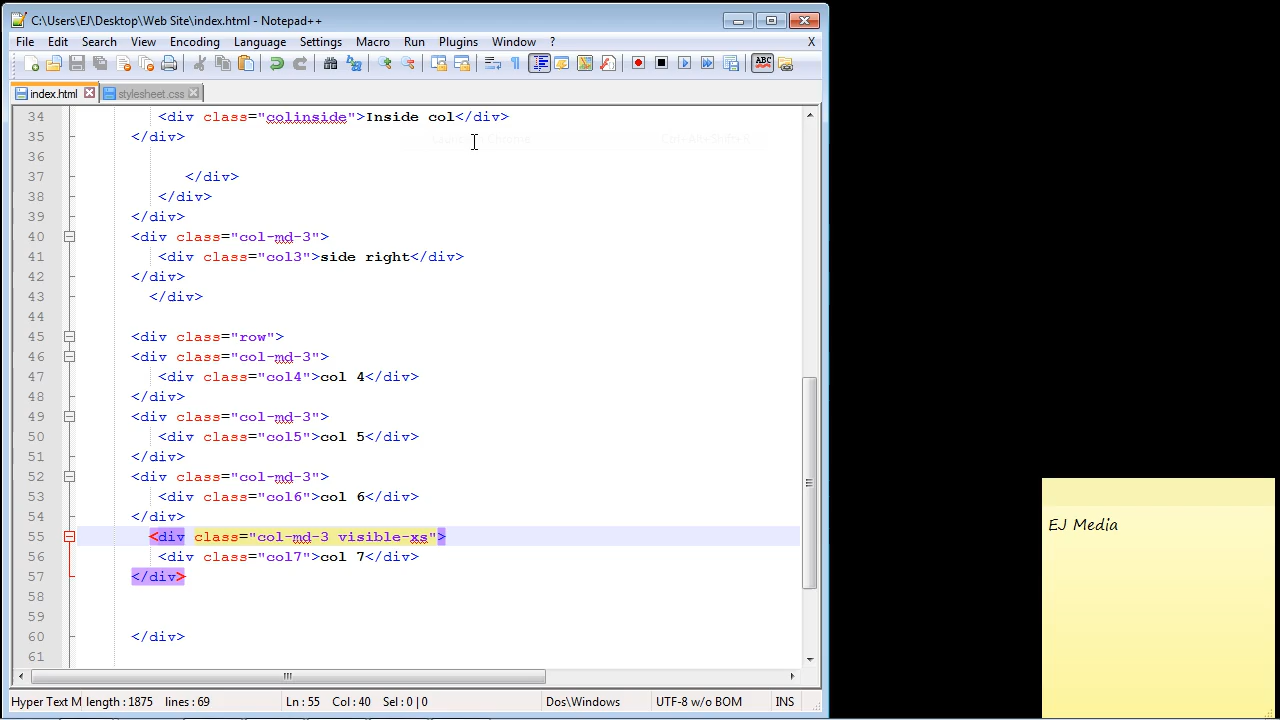 C:\Users\EJ\Desktop\Web Site\index.html - Notepad++
File Edit Search View Encoding Language Settings Macro Run Plugins Window ? X
index.html stylesheet.css
34 <div class="colinside">Inside col</div>
35 </div>
36
37 </div>
38 </div>
39 </div>
40 <div class="col-md-3">
41 <div class="col3">side right</div>
42 </div>
43 </div>
44
45 <div class="row">
46 <div class="col-md-3">
47 <div class="col4">col 4</div>
48 </div>
49 <div class="col-md-3">
50 <div class="col5">col 5</div>
51 </div>
52 <div class="col-md-3">
53 <div class="col6">col 6</div>
54 </div>
55 <div class="col-md-3 visible-xs">
56 <div class="col7">col 7</div>
57 </div>
58
59
60 </div>
61
EJ Media
Hyper Text M length : 1875 lines : 69 Ln : 55 Col : 40 Sel : 0 | 0 Dos\Windows UTF-8 w/o BOM INS